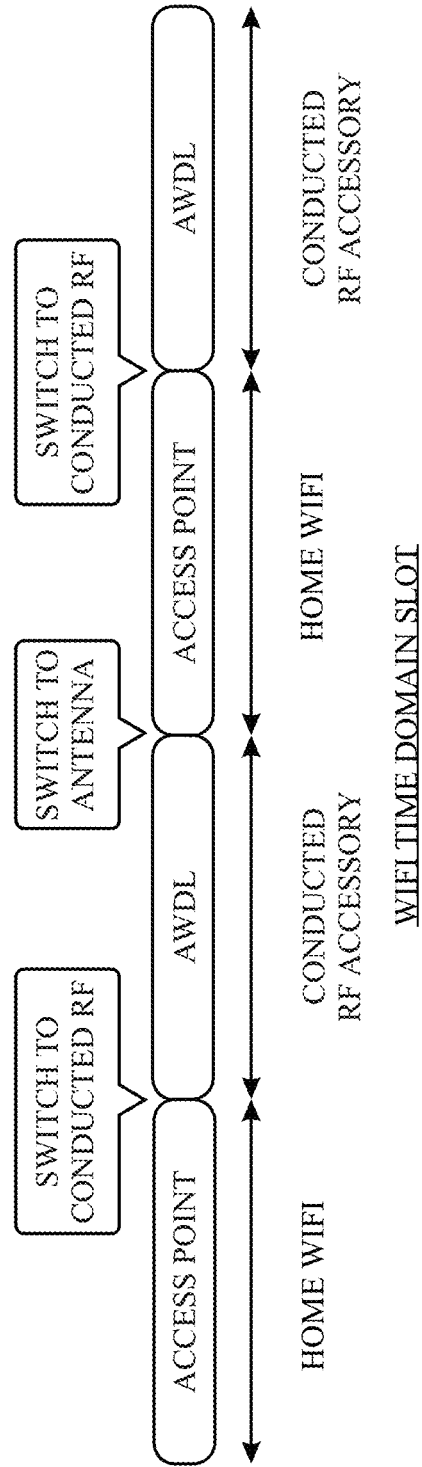 SWITCH TO
CONDUCTED RF
SWITCH TO
ANTENNA
SWITCH TO
CONDUCTED RF
ACCESS POINT
AWDL
ACCESS POINT
AWDL
HOME WIFI
CONDUCTED
RF ACCESSORY
HOME WIFI
CONDUCTED
RF ACCESSORY
WIFI TIME DOMAIN SLOT